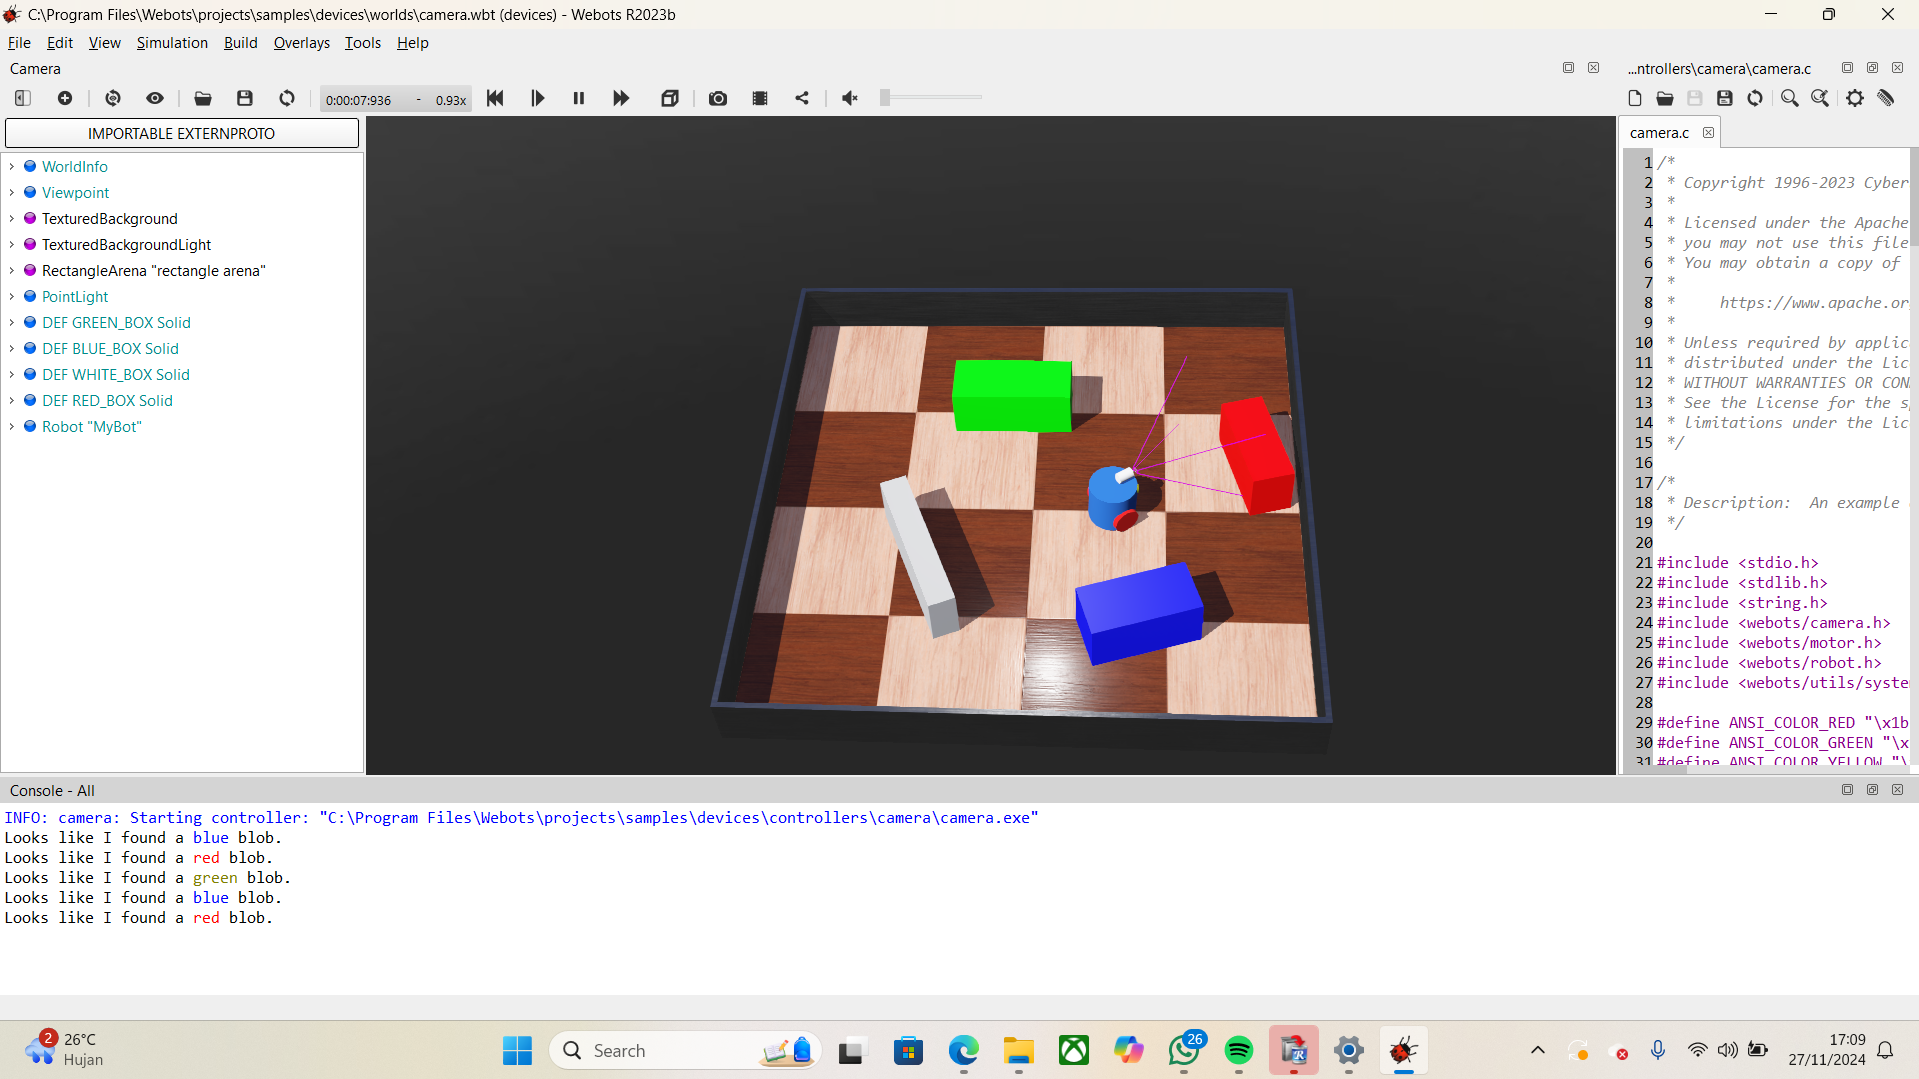 C:\Program Files\Webots\projects\samples\devices\worlds\camera.wbt (devices) - Webots R2023b
File Edit View Simulation Build Overlays Tools Help
Camera
...ntrollers\camera\camera.c
0:00:07:936 - 0.93x
IMPORTABLE EXTERNPROTO
WorldInfo
Viewpoint
TexturedBackground
TexturedBackgroundLight
RectangleArena "rectangle arena"
PointLight
DEF GREEN_BOX Solid
DEF BLUE_BOX Solid
DEF WHITE_BOX Solid
DEF RED_BOX Solid
Robot "MyBot"
camera.c
1 /*
2 * Copyright 1996-2023 Cyber
3 *
4 * Licensed under the Apache
5 * you may not use this file
6 * You may obtain a copy of
7 *
8 * https://www.apache.or
9 *
10 * Unless required by applic
11 * distributed under the Lic
12 * WITHOUT WARRANTIES OR CON
13 * See the License for the s
14 * limitations under the Lic
15 */
16
17 /*
18 * Description: An example
19 */
20
21 #include <stdio.h>
22 #include <stdlib.h>
23 #include <string.h>
24 #include <webots/camera.h>
25 #include <webots/motor.h>
26 #include <webots/robot.h>
27 #include <webots/utils/syste
28
29 #define ANSI_COLOR_RED "\x1b
30 #define ANSI_COLOR_GREEN "\x
31 #define ANSI_COLOR_YELLOW "\
Console - All
INFO: camera: Starting controller: "C:\Program Files\Webots\projects\samples\devices\controllers\camera\camera.exe"
Looks like I found a blue blob.
Looks like I found a red blob.
Looks like I found a green blob.
Looks like I found a blue blob.
Looks like I found a red blob.
2
26°C
Hujan
Search
26
17:09
27/11/2024